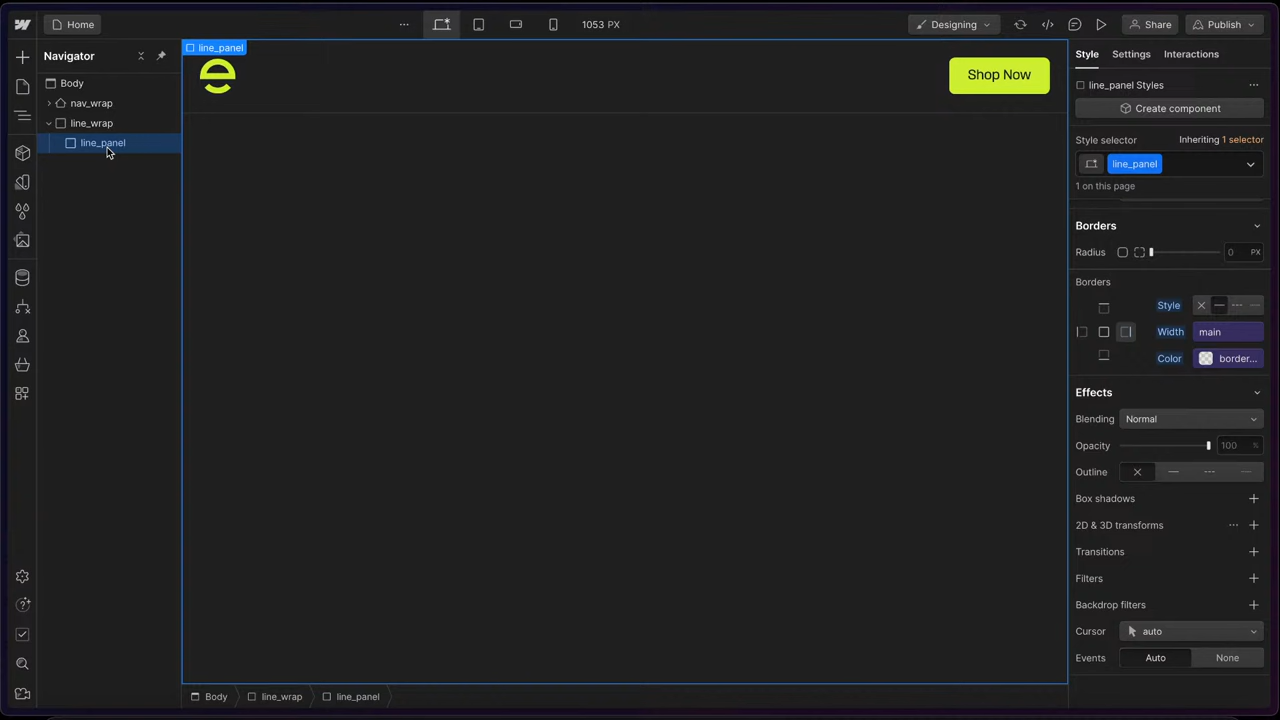 Home
1053 PX
Designing
Share
Publish
Navigator
Body
nav_wrap
line_wrap
line_panel
line_panel
Shop Now
Style
Settings
Interactions
line_panel Styles
Create component
Style selector
Inheriting 1 selector
line_panel
1 on this page
Borders
Radius
0
PX
Borders
Style
Width
main
Color
border...
Effects
Blending
Normal
Opacity
100
%
Outline
Box shadows
2D & 3D transforms
Transitions
Filters
Backdrop filters
Cursor
auto
Events
Auto
None
Body
line_wrap
line_panel